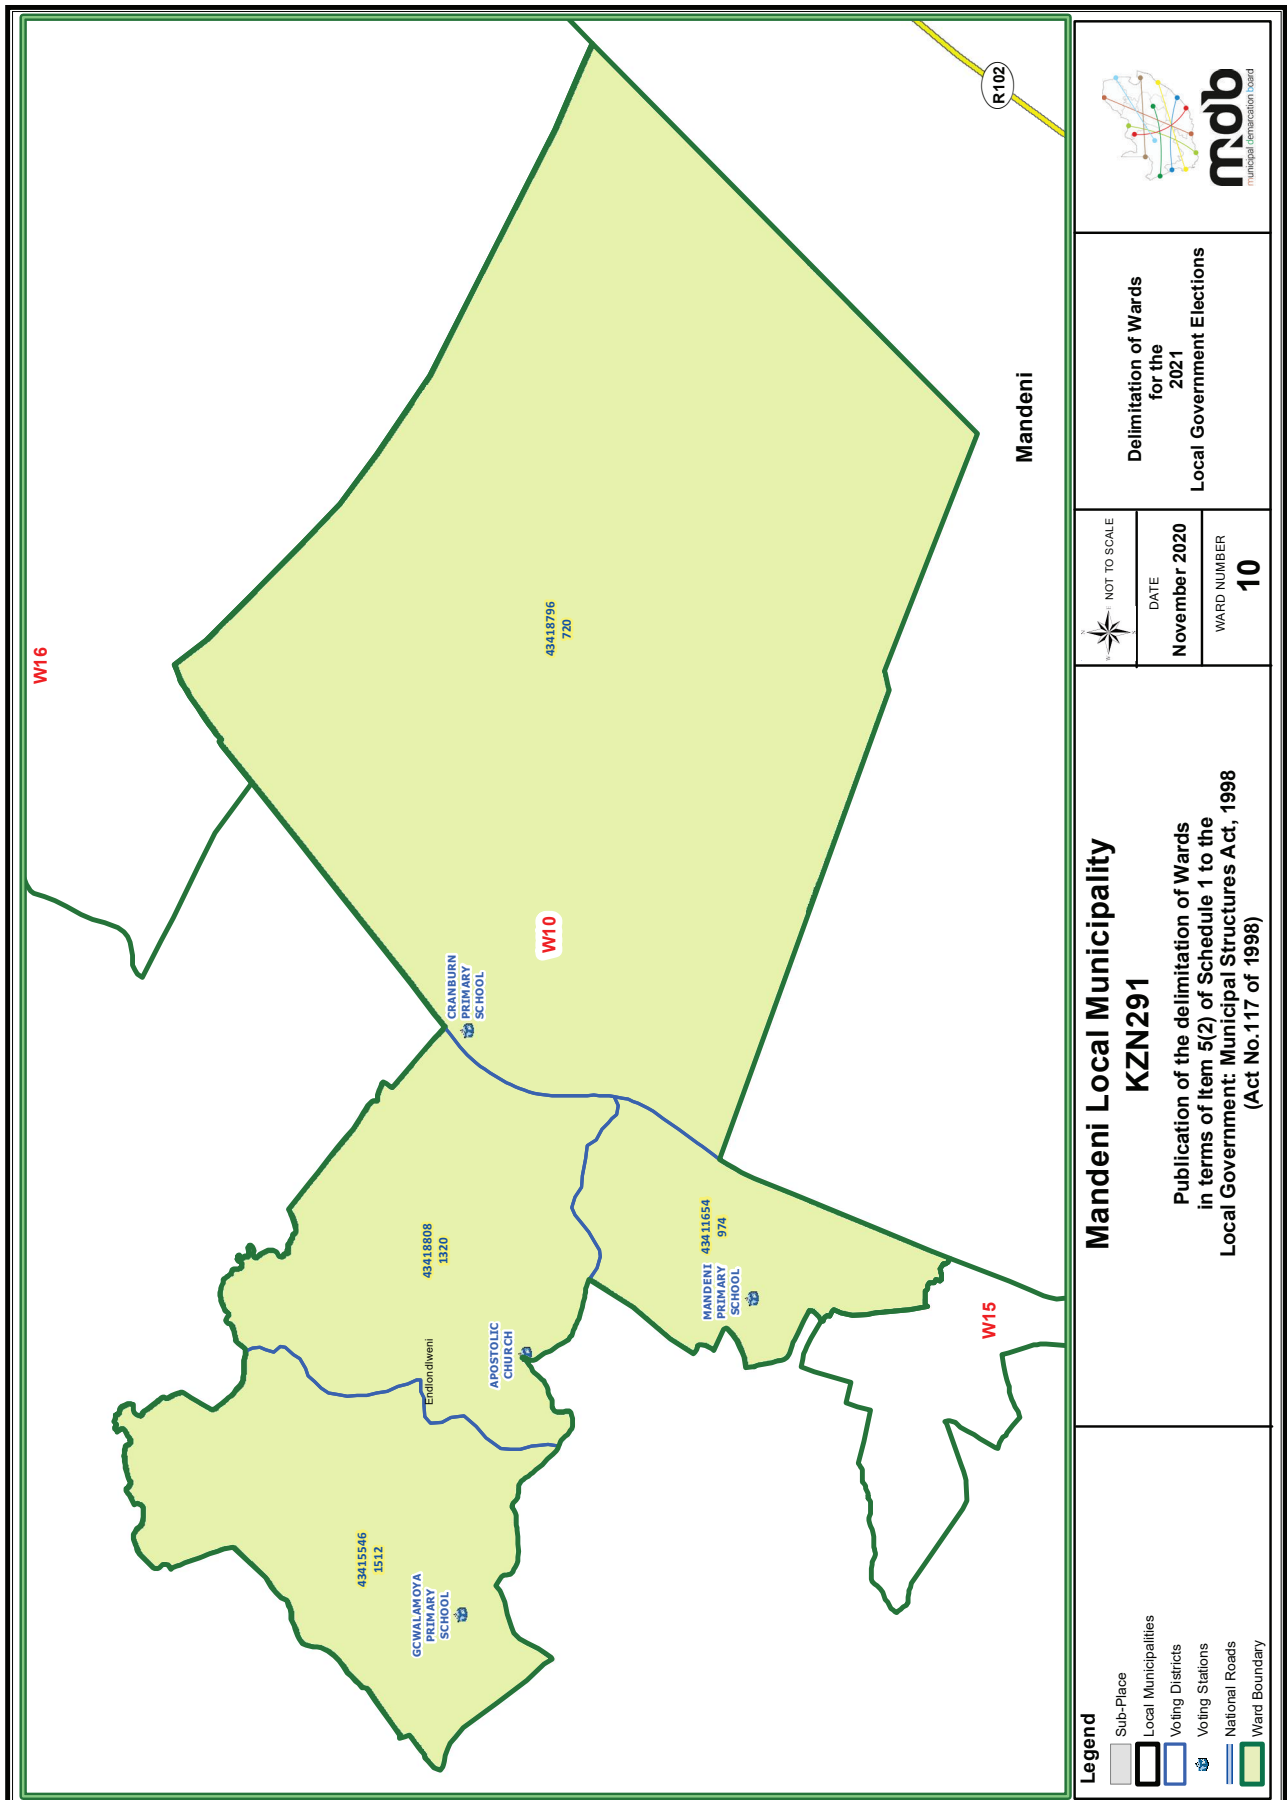 W16
R102
43418796
720
Mandeni
W10
CRANBURN
PRIMARY
SCHOOL
43418808
1320
43411654
974
MANDENI
PRIMARY
SCHOOL
W15
Endlondlweni
APOSTOLIC
CHURCH
43415546
1512
GCWALAMOYA
PRIMARY
SCHOOL
Legend
Sub-Place
Local Municipalities
Voting Districts
Voting Stations
National Roads
Ward Boundary
Mandeni Local Municipality
KZN291
Publication of the delimitation of Wards
in terms of Item 5(2) of Schedule 1 to the
Local Government: Municipal Structures Act, 1998
(Act No.117 of 1998)
N
W
E
S
NOT TO SCALE
DATE
November 2020
WARD NUMBER
10
Delimitation of Wards
for the
2021
Local Government Elections
mdb
municipal demarcation board